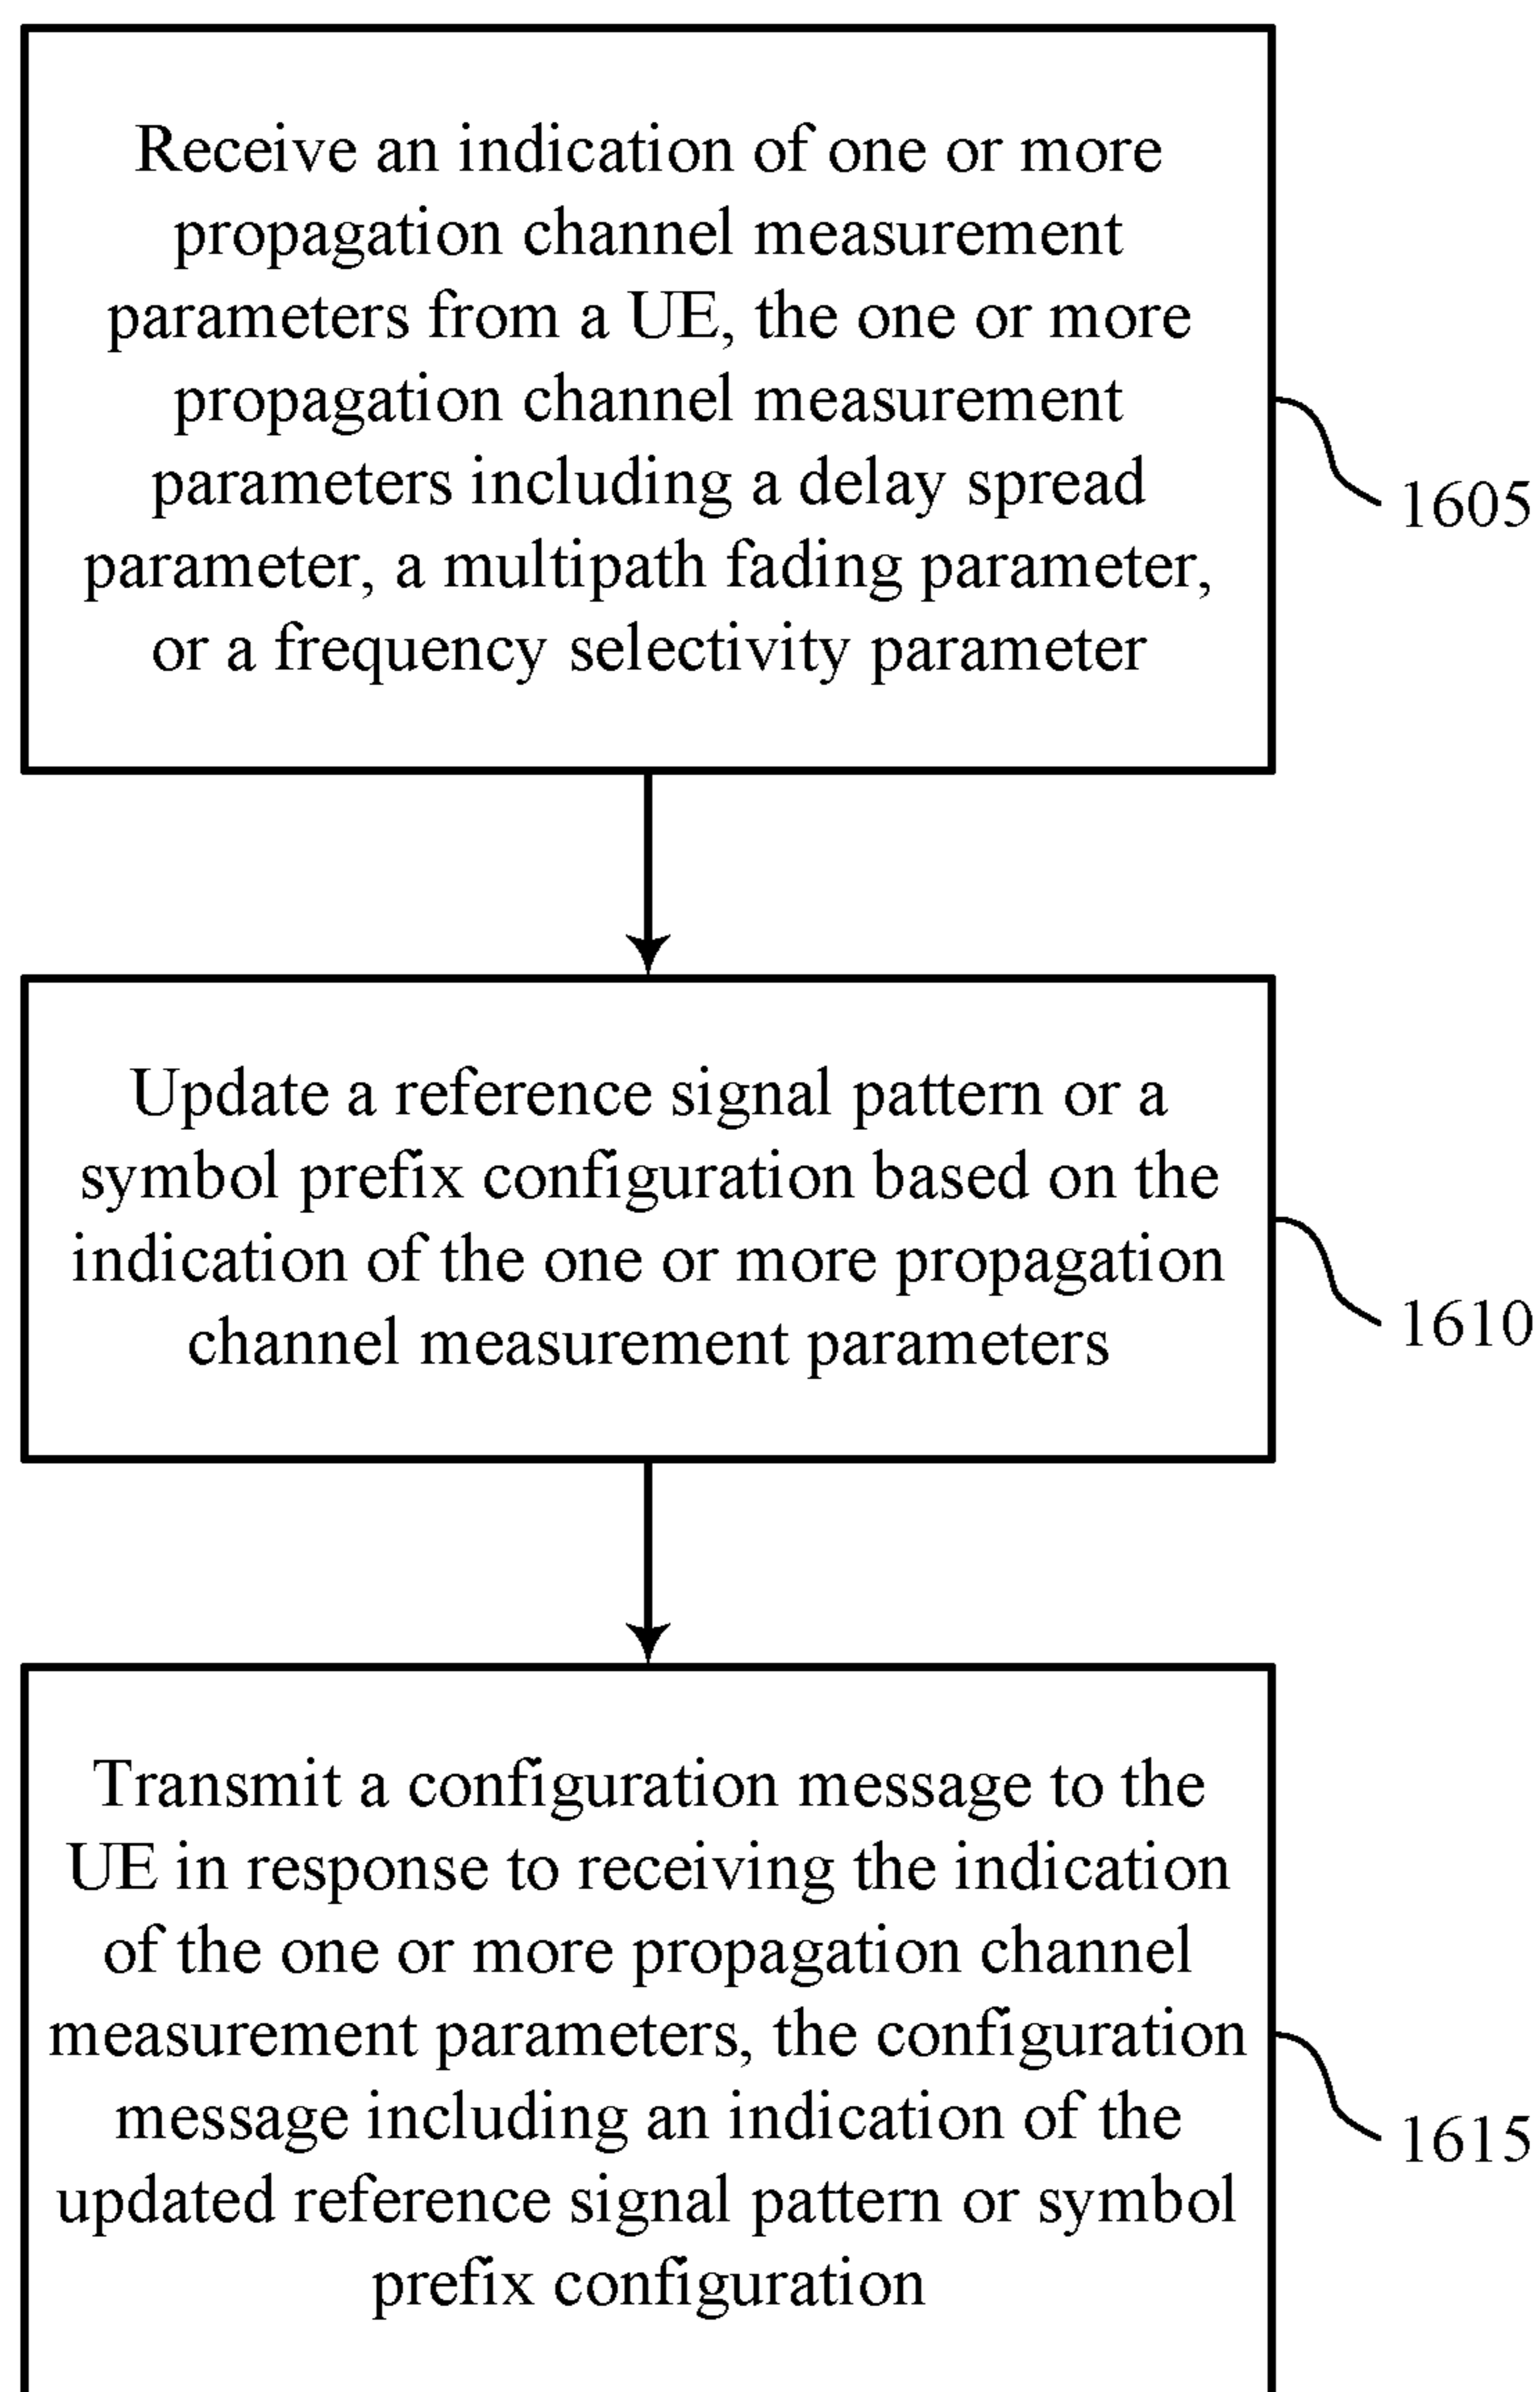 Receive an indication of one or more
propagation channel measurement
parameters from a UE, the one or more
propagation channel measurement
parameters including a delay spread
parameter, a multipath fading parameter,
or a frequency selectivity parameter
1605
Update a reference signal pattern or a
symbol prefix configuration based on the
indication of the one or more propagation
channel measurement parameters
1610
Transmit a configuration message to the
UE in response to receiving the indication
of the one or more propagation channel
measurement parameters, the configuration
message including an indication of the
updated reference signal pattern or symbol
prefix configuration
1615